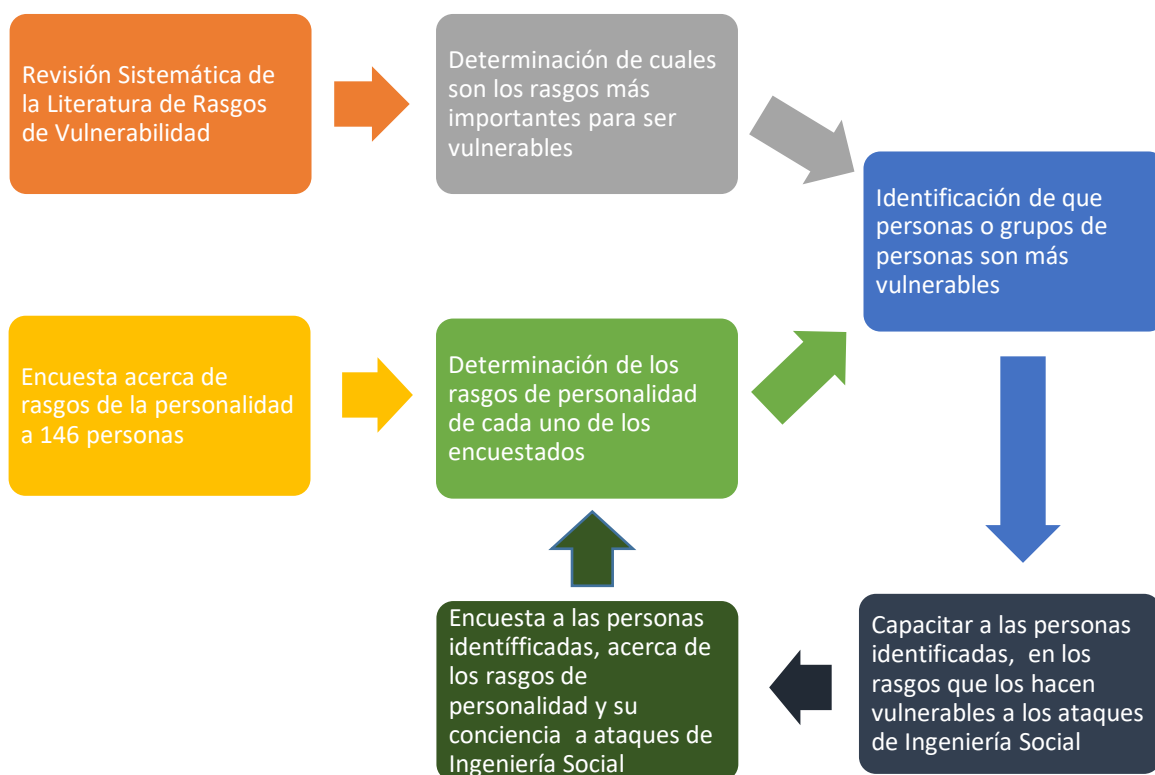 Revisión Sistemática de
la Literatura de Rasgos
de Vulnerabilidad
Determinación de cuales
son los rasgos más
importantes para ser
vulnerables
Identificación de que
personas o grupos de
personas son más
vulnerables
Encuesta acerca de
rasgos de la personalidad
a 146 personas
Determinación de los
rasgos de personalidad
de cada uno de los
encuestados
Encuesta a las personas
identífficadas, acerca de
los rasgos de
personalidad y su
conciencia a ataques de
Ingeniería Social
Capacitar a las personas
identificadas, en los
rasgos que los hacen
vulnerables a los ataques
de Ingeniería Social